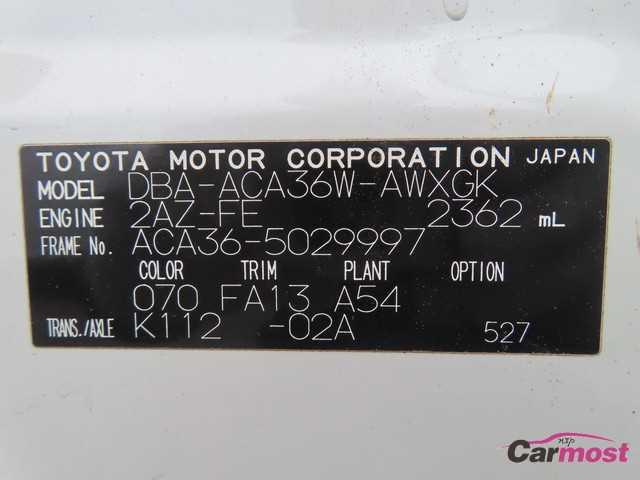 TOYOTA MOTOR CORPORATION JAPAN
MODEL DBA-ACA36W-AWXGK
ENGINE 2AZ-FE 2362 mL
FRAME No. ACA36-5029997
COLOR TRIM PLANT OPTION
070 FA13 A54
TRANS./AXLE K112 -02A 527
Carmost